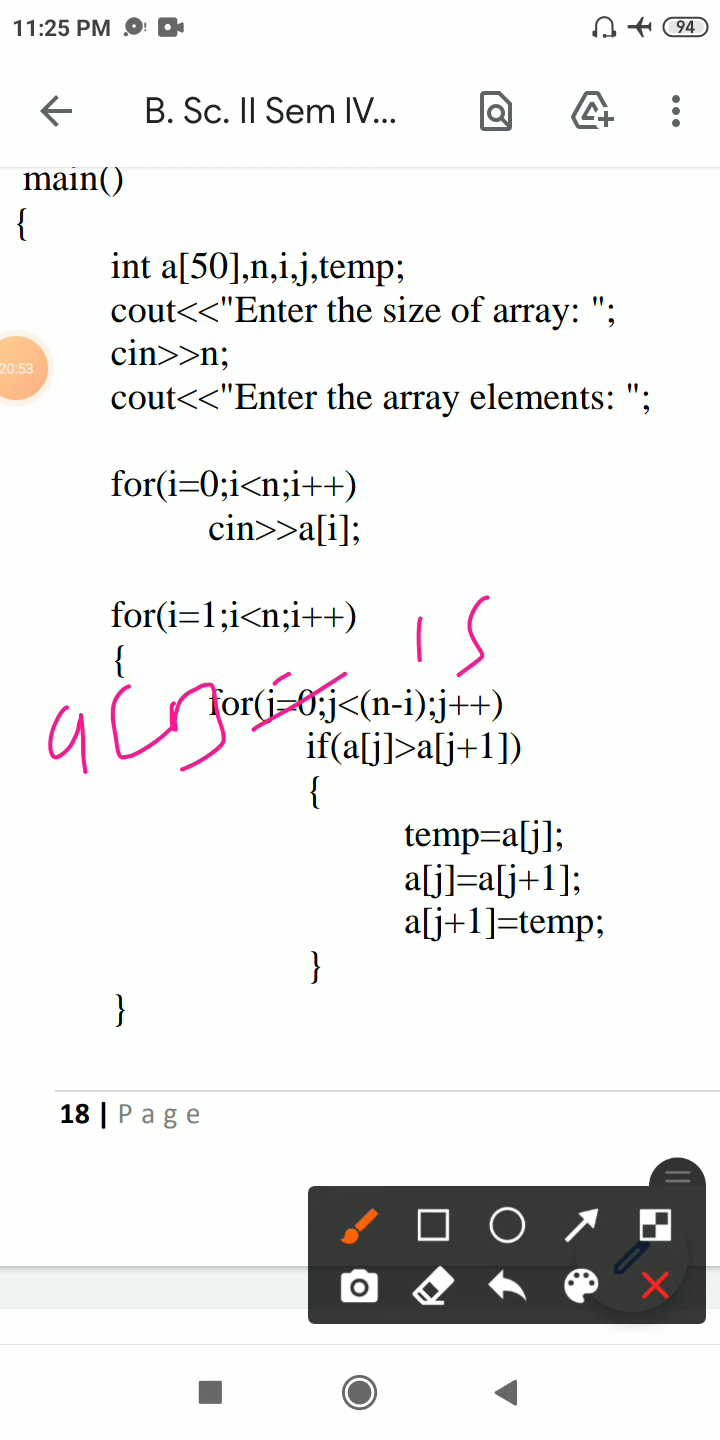 11:25 PM
94
B. Sc. II Sem IV...
main()
{
int a[50],n,i,j,temp;
cout<<"Enter the size of array: ";
cin>>n;
20:53
cout<<"Enter the array elements: ";
for(i=0;i<n;i++)
cin>>a[i];
for(i=1;i<n;i++)
{
for(j=0;j<(n-i);j++)
if(a[j]>a[j+1])
{
temp=a[j];
a[j]=a[j+1];
a[j+1]=temp;
}
}
18 | Page